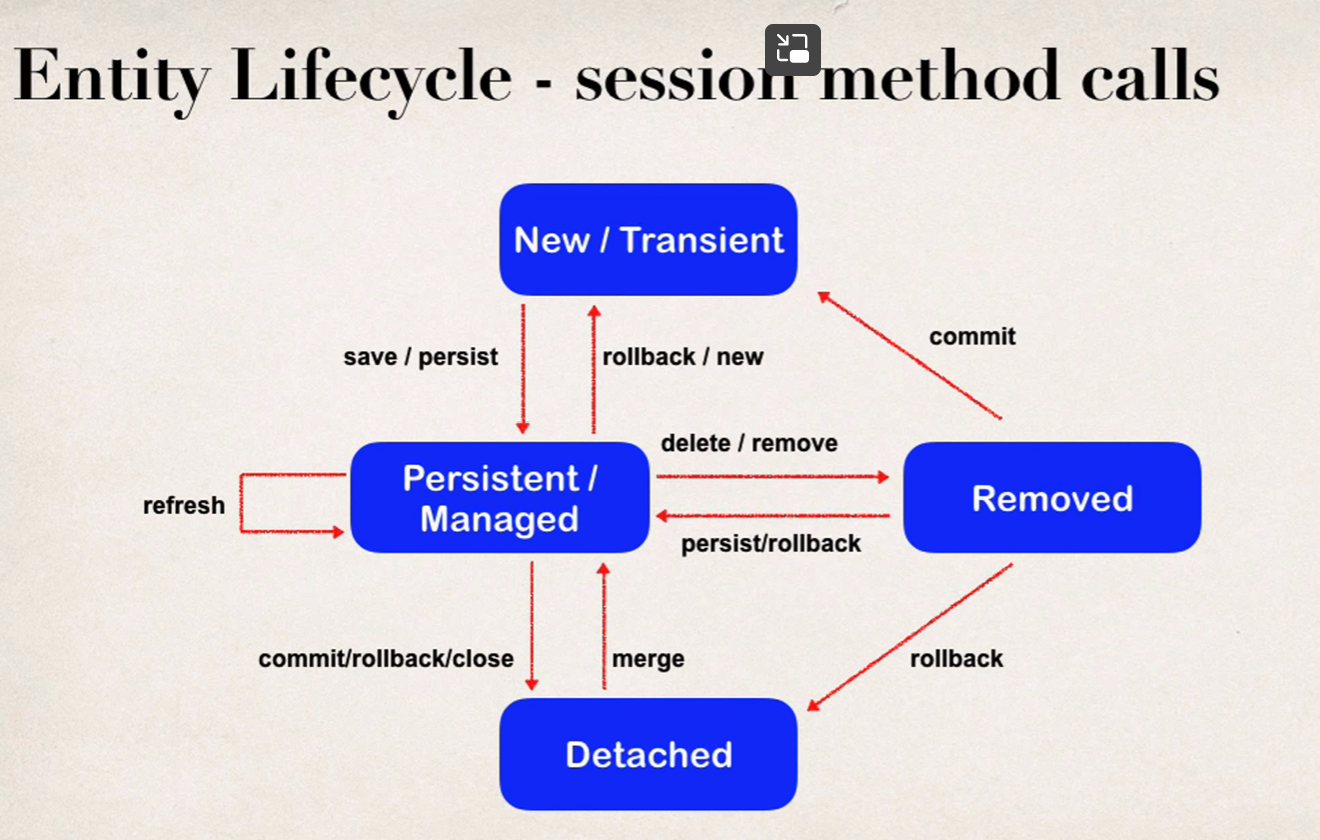 Entity Lifecycle - session method calls
New / Transient
commit
save / persist
rollback / new
delete / remove
Persistent /
Managed
Removed
refresh
persist/rollback
commit/rollback/close
merge
rollback
Detached